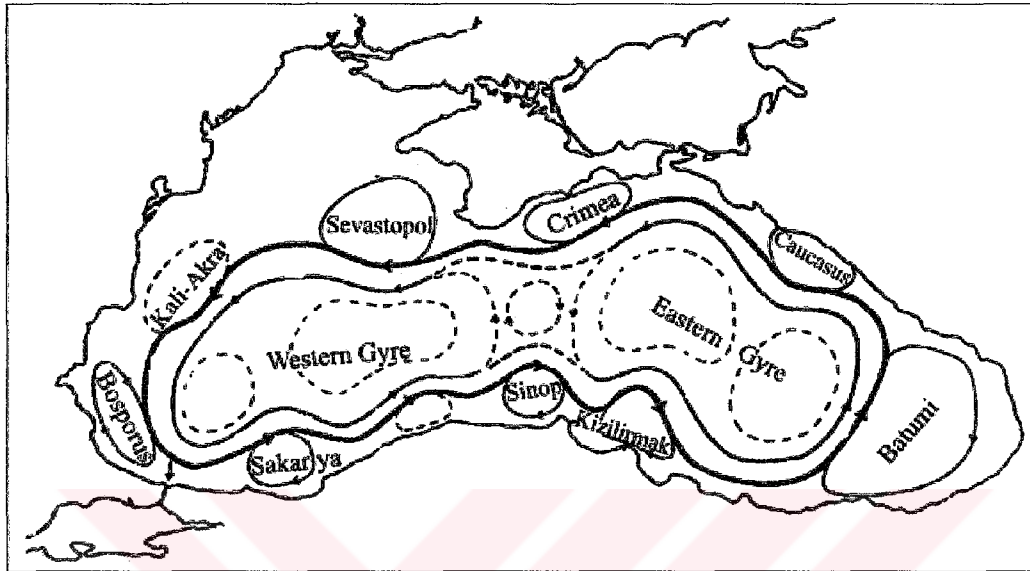 Sevastopol
Crimea
Caucasus
Kali-Akra
Western Gyre
Eastern Gyre
Bosporus
Sakarya
Sinop
Kizilirmak
Batumi